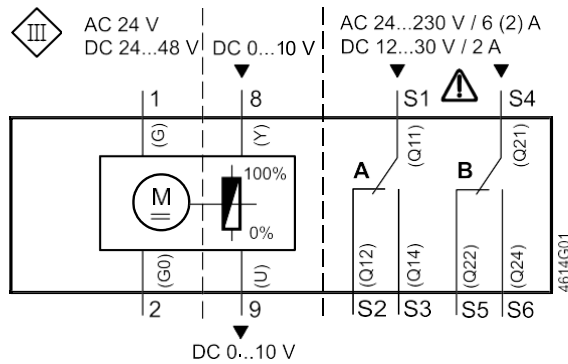 III
AC 24 V
DC 24...48 V
DC 0...10 V
AC 24...230 V / 6 (2) A
DC 12...30 V / 2 A
1
8
S1
S4
(G)
(Y)
(Q11)
(Q21)
M
100%
0%
A
B
(G0)
(U)
(Q12)
(Q14)
(Q22)
(Q24)
2
9
S2
S3
S5
S6
DC 0...10 V
4614G01